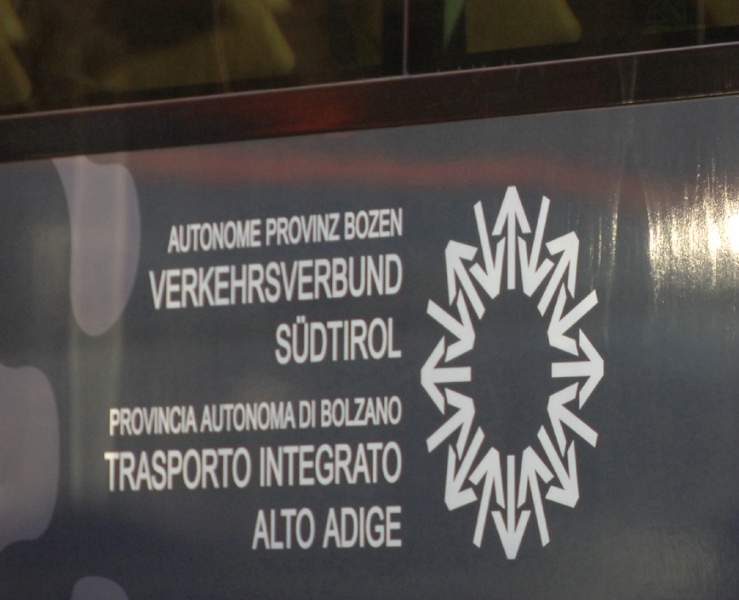 AUTONOME PROVINZ BOZEN
VERKEHRSVERBUND
SÜDTIROL
PROVINCIA AUTONOMA DI BOLZANO
TRASPORTO INTEGRATO
ALTO ADIGE